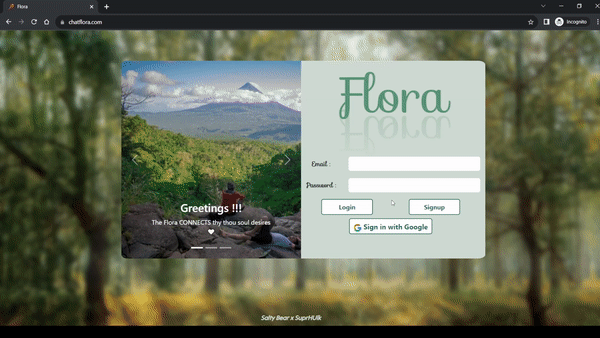 Flora
chatflora.com
Incognito
Flora
Email :
Password :
Login
Signup
Sign in with Google
Greetings !!!
The Flora CONNECTS thy thou soul desires
Salty Bear x SuprHUlk